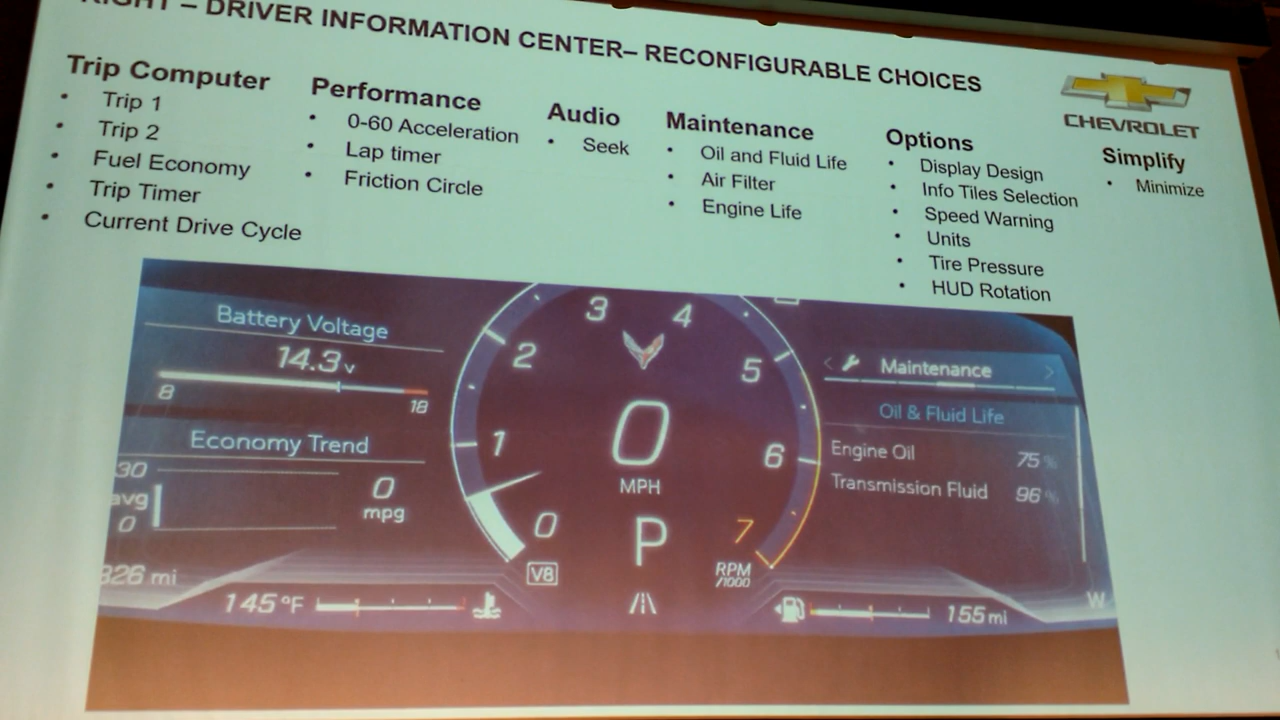 RIGHT – DRIVER INFORMATION CENTER– RECONFIGURABLE CHOICES
CHEVROLET
Trip Computer
• Trip 1
• Trip 2
• Fuel Economy
• Trip Timer
• Current Drive Cycle
Performance
• 0-60 Acceleration
• Lap timer
• Friction Circle
Audio
• Seek
Maintenance
• Oil and Fluid Life
• Air Filter
• Engine Life
Options
• Display Design
• Info Tiles Selection
• Speed Warning
• Units
• Tire Pressure
• HUD Rotation
Simplify
• Minimize
Battery Voltage
14.3 v
8 18
Economy Trend
30
avg
0
0
mpg
326 mi
145°F
0 1 2 3 4 5 6 7
0
MPH
P
V8
RPM
/1000
< Maintenance >
Oil & Fluid Life
Engine Oil 75%
Transmission Fluid 96%
W
155 mi